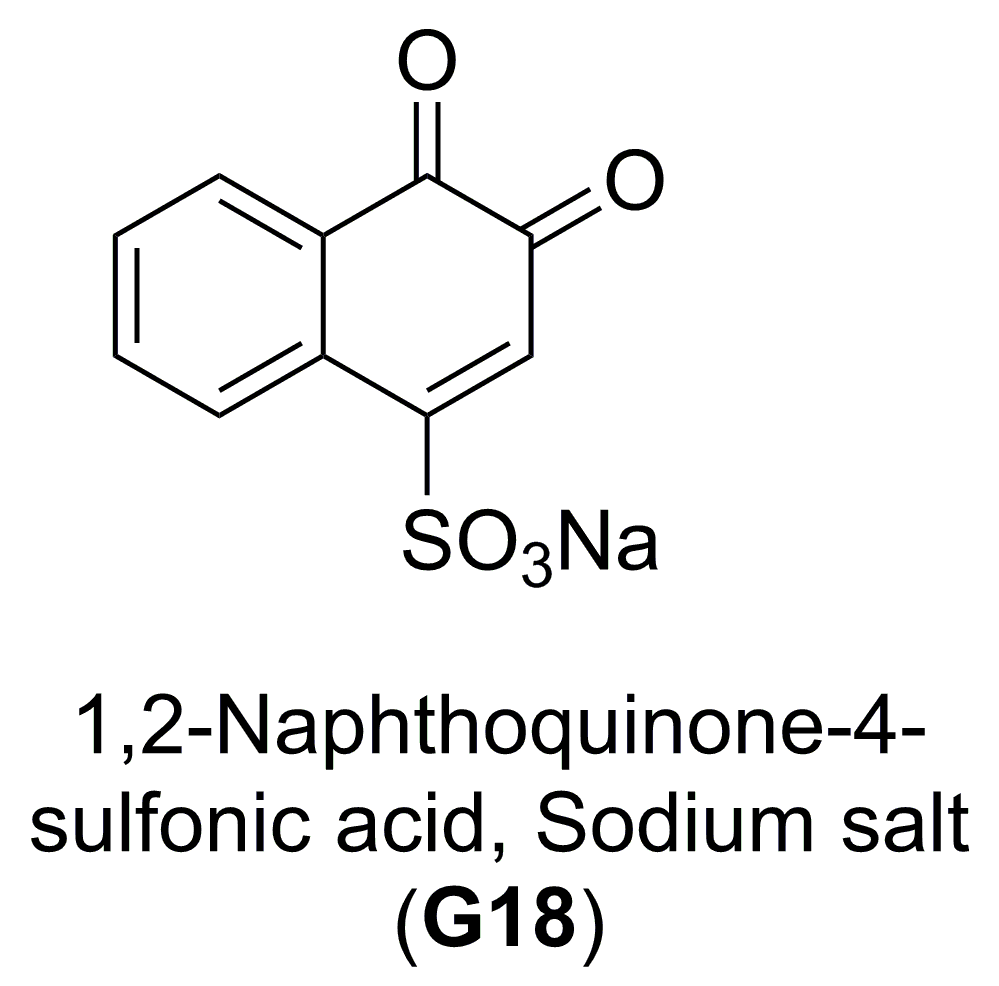 O
O
SO₃Na
1,2-Naphthoquinone-4-
sulfonic acid, Sodium salt
(G18)